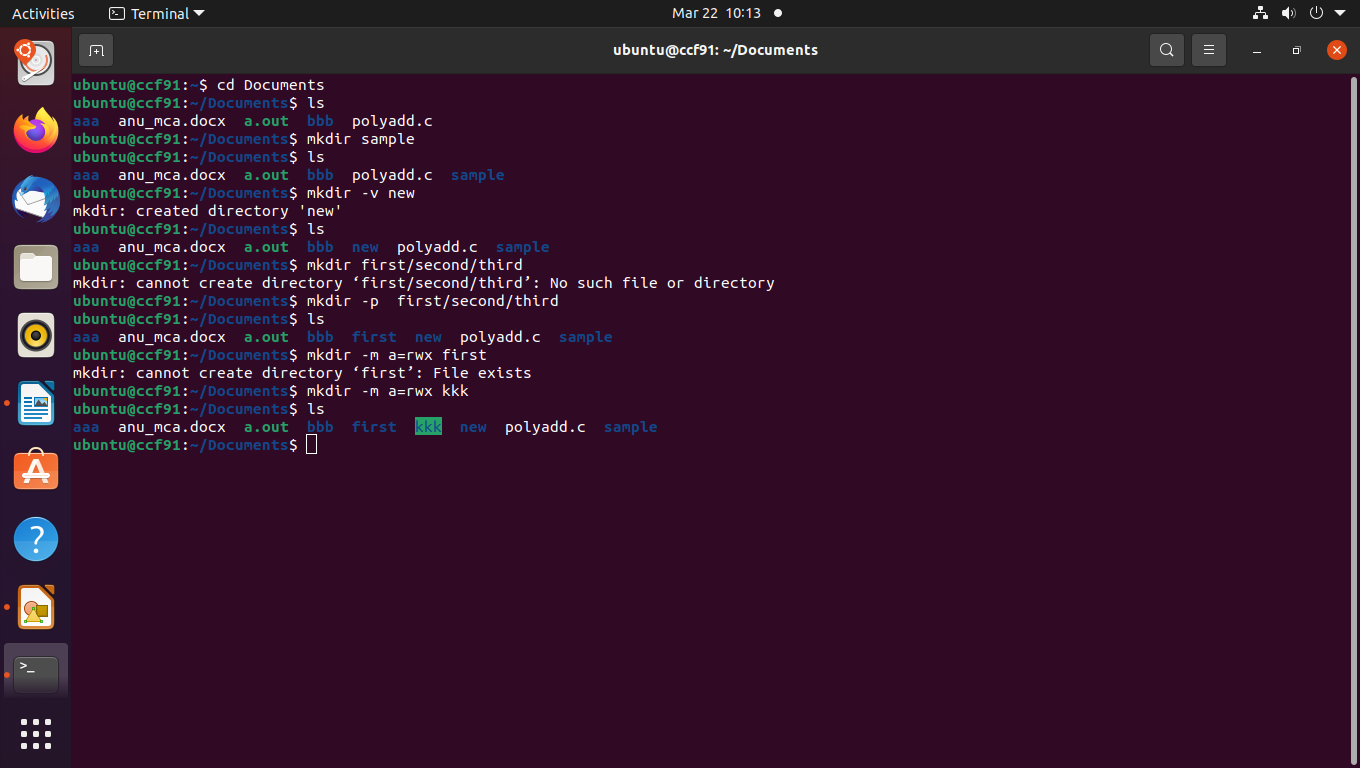 Activities Terminal Mar 22 10:13
ubuntu@ccf91: ~/Documents
ubuntu@ccf91:~$ cd Documents
ubuntu@ccf91:~/Documents$ ls
aaa anu_mca.docx a.out bbb polyadd.c
ubuntu@ccf91:~/Documents$ mkdir sample
ubuntu@ccf91:~/Documents$ ls
aaa anu_mca.docx a.out bbb polyadd.c sample
ubuntu@ccf91:~/Documents$ mkdir -v new
mkdir: created directory 'new'
ubuntu@ccf91:~/Documents$ ls
aaa anu_mca.docx a.out bbb new polyadd.c sample
ubuntu@ccf91:~/Documents$ mkdir first/second/third
mkdir: cannot create directory ‘first/second/third’: No such file or directory
ubuntu@ccf91:~/Documents$ mkdir -p  first/second/third
ubuntu@ccf91:~/Documents$ ls
aaa anu_mca.docx a.out bbb first new polyadd.c sample
ubuntu@ccf91:~/Documents$ mkdir -m a=rwx first
mkdir: cannot create directory ‘first’: File exists
ubuntu@ccf91:~/Documents$ mkdir -m a=rwx kkk
ubuntu@ccf91:~/Documents$ ls
aaa anu_mca.docx a.out bbb first kkk new polyadd.c sample
ubuntu@ccf91:~/Documents$